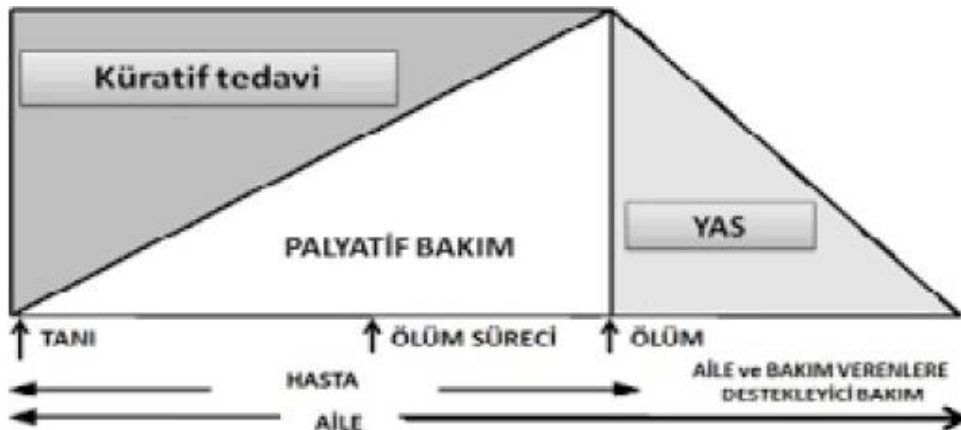 Küratif tedavi
PALYATİF BAKIM
YAS
TANI
ÖLÜM SÜRECİ
ÖLÜM
HASTA
AİLE ve BAKIM VERENLERE
DESTEKLEYİCİ BAKIM
AİLE